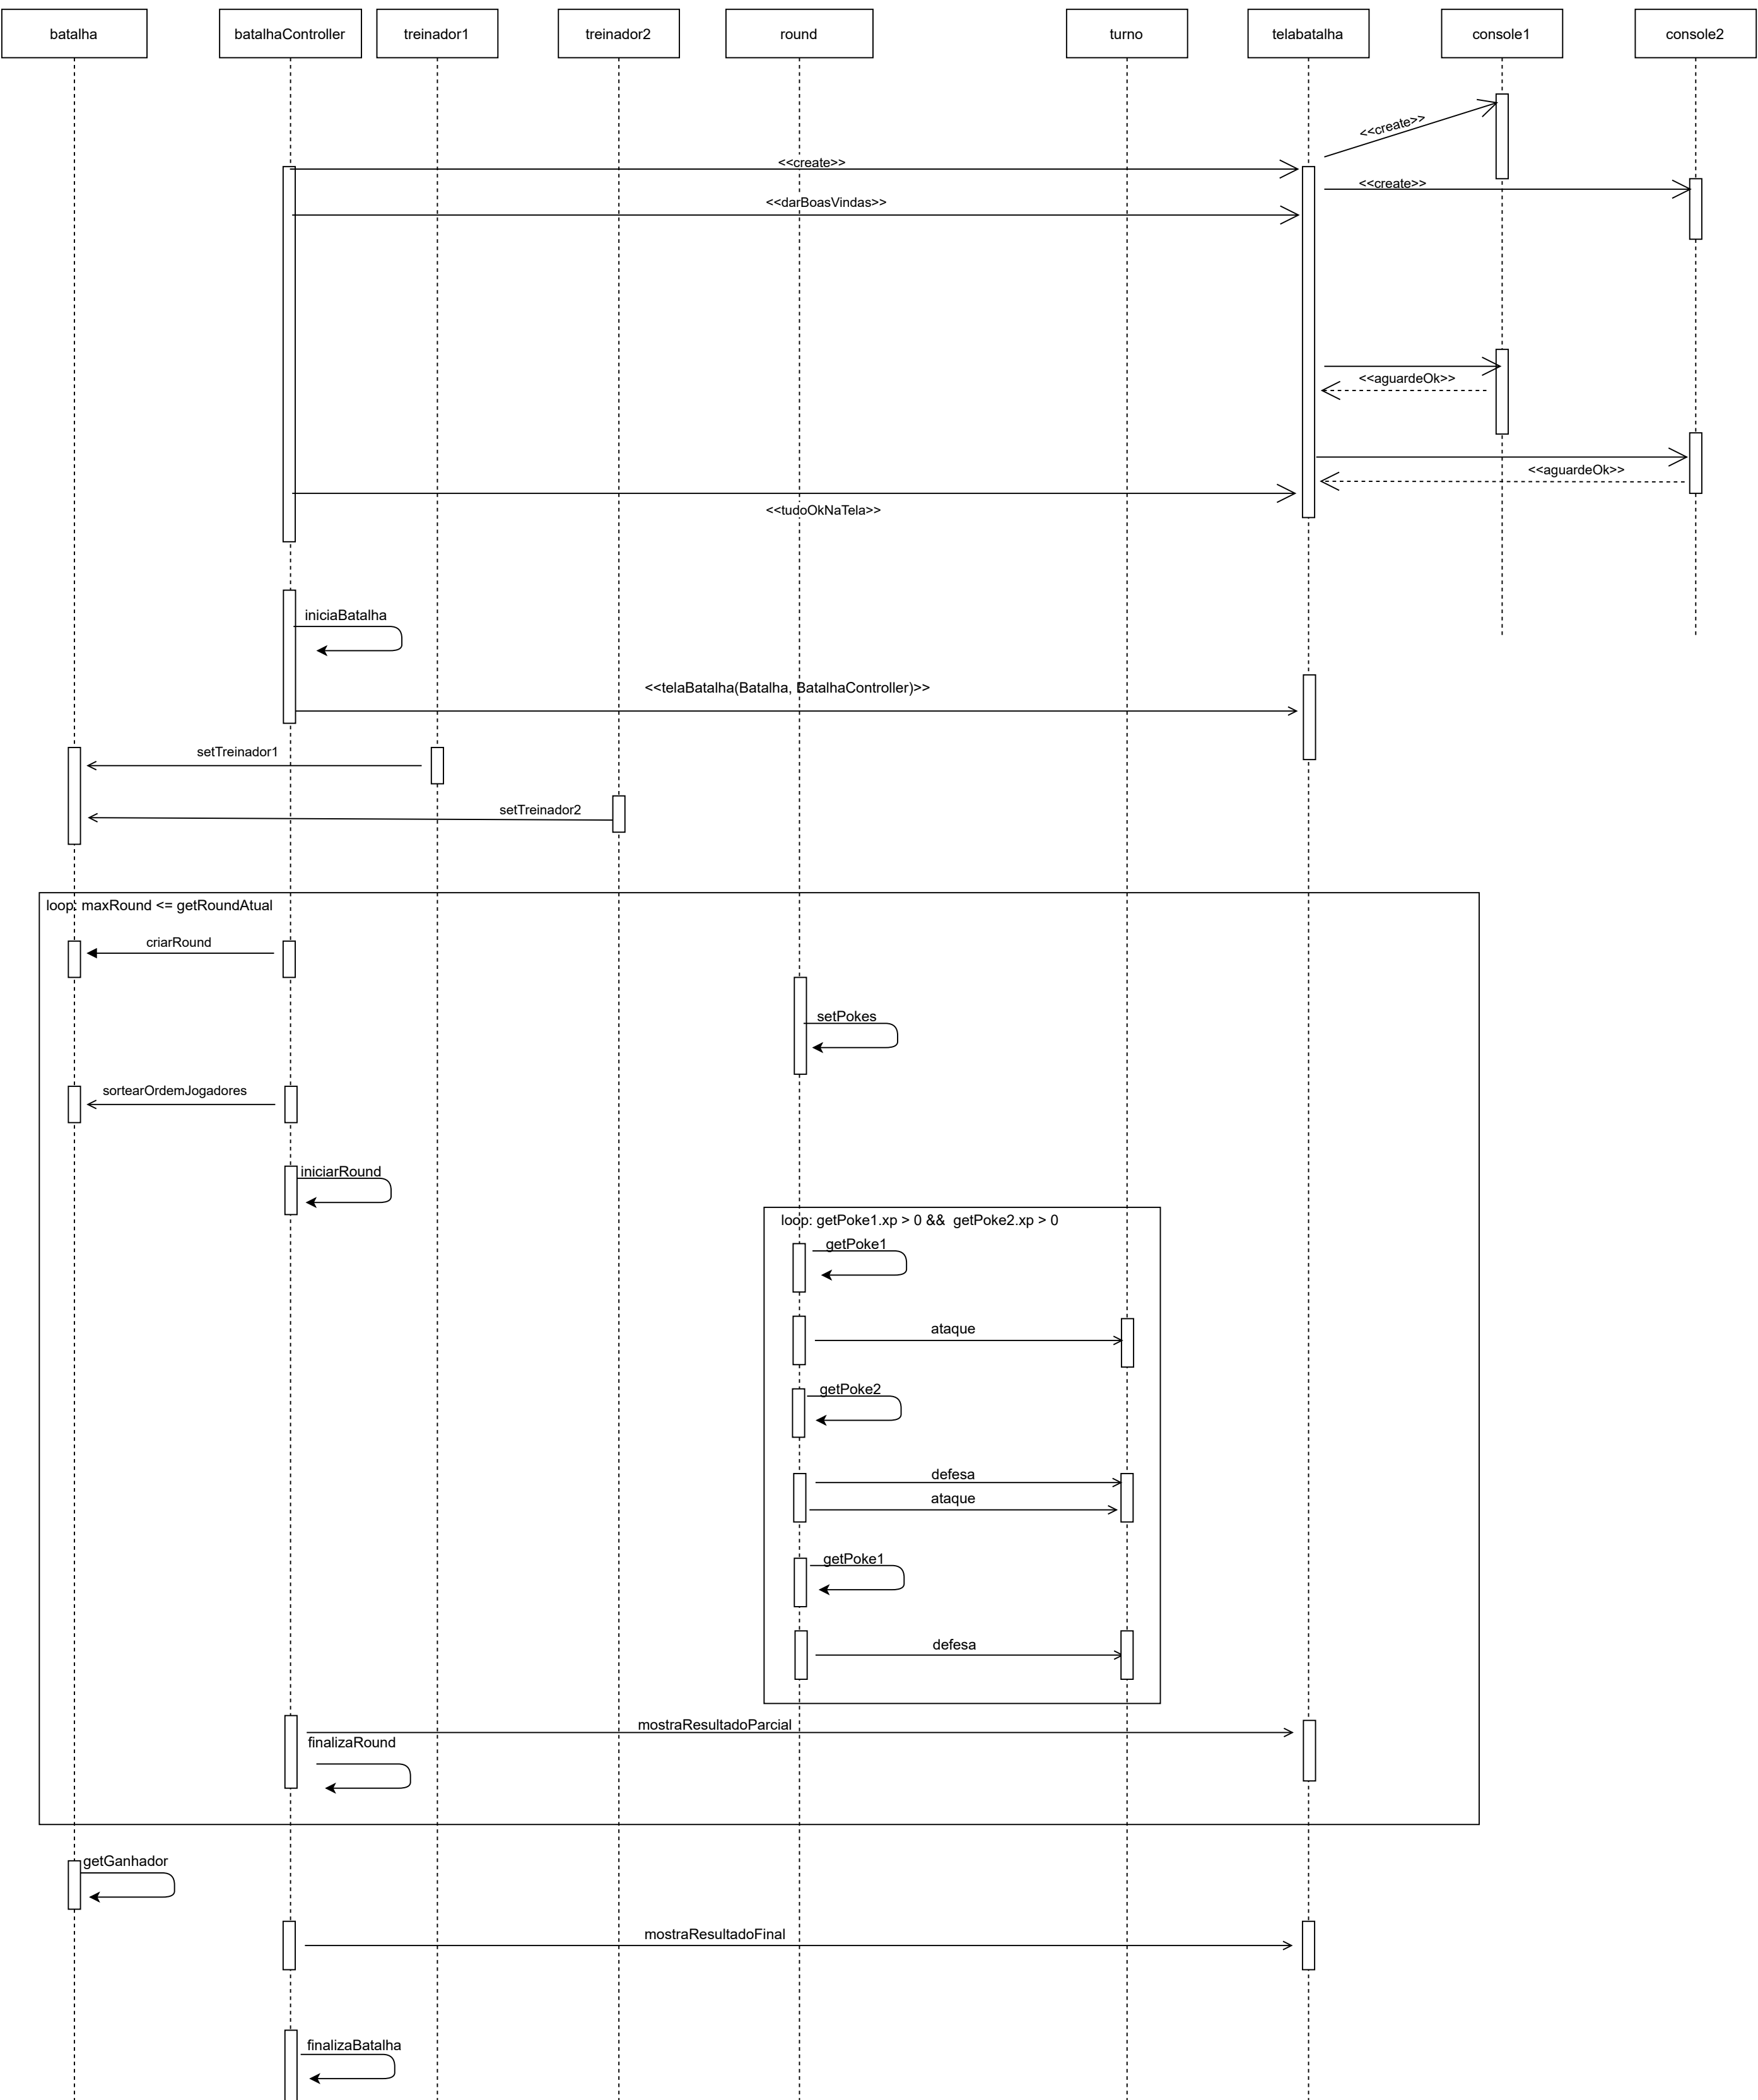 batalha
batalhaController
treinador1
treinador2
round
turno
telabatalha
console1
console2
<<create>>
<<create>>
<<create>>
<<darBoasVindas>>
<<aguardeOk>>
<<aguardeOk>>
<<tudoOkNaTela>>
iniciaBatalha
<<telaBatalha(Batalha, BatalhaController)>>
setTreinador1
setTreinador2
loop: maxRound <= getRoundAtual
criarRound
setPokes
sortearOrdemJogadores
iniciarRound
loop: getPoke1.xp > 0 && getPoke2.xp > 0
getPoke1
ataque
getPoke2
defesa
ataque
getPoke1
defesa
mostraResultadoParcial
finalizaRound
getGanhador
mostraResultadoFinal
finalizaBatalha